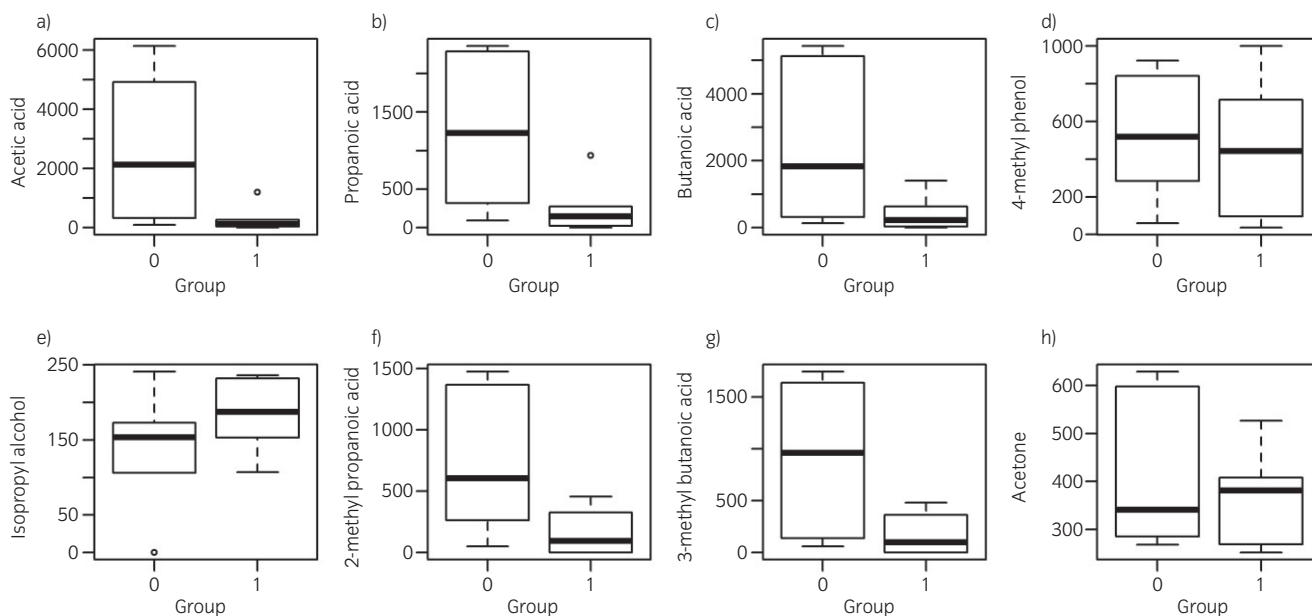 a)
Acetic acid
6000
4000
2000
0
0 1
Group
b)
Propanoic acid
1500
500
0
0 1
Group
c)
Butanoic acid
4000
2000
0
0 1
Group
d)
4-methyl phenol
1000
600
200
0
0 1
Group
e)
Isopropyl alcohol
250
150
50
0
0 1
Group
f)
2-methyl propanoic acid
1500
1000
500
0
0 1
Group
g)
3-methyl butanoic acid
1500
500
0
0 1
Group
h)
Acetone
600
500
400
300
0 1
Group